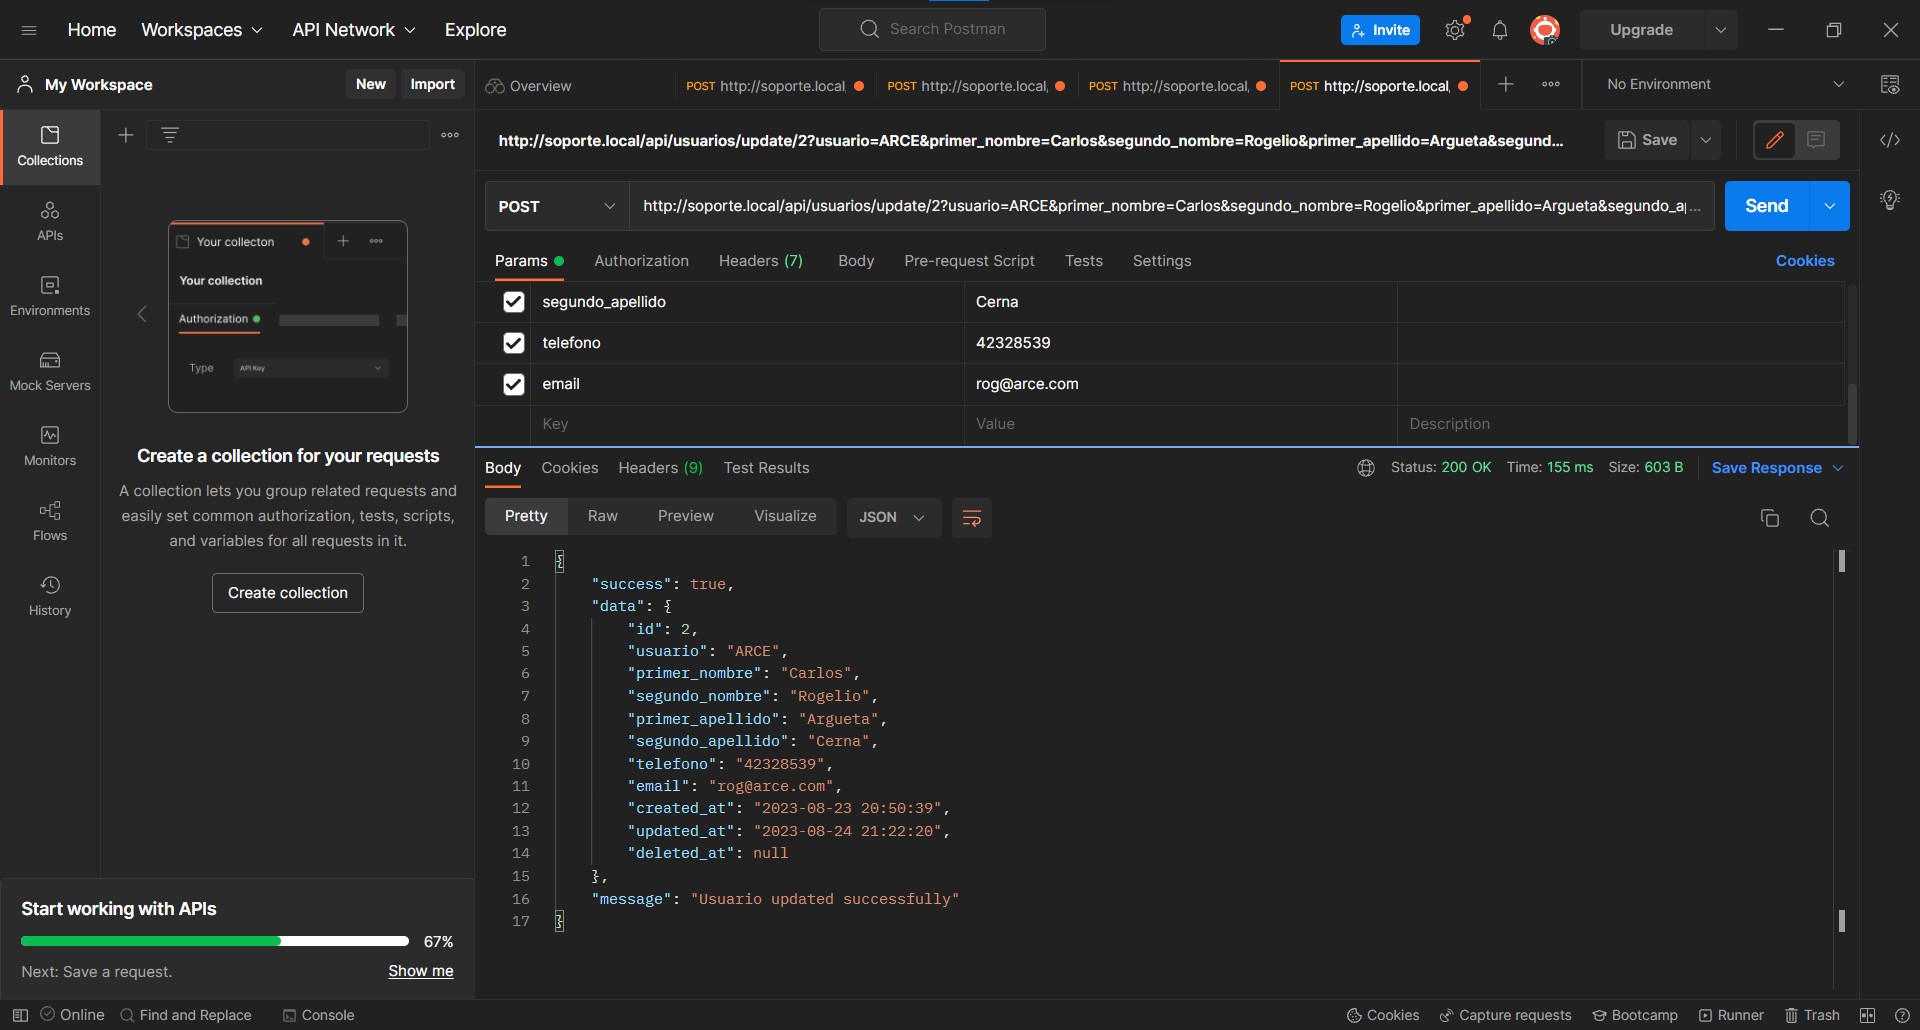 Home Workspaces API Network Explore Search Postman Invite Upgrade
My Workspace New Import Overview POST http://soporte.local, POST http://soporte.local, POST http://soporte.local, POST http://soporte.local, No Environment
http://soporte.local/api/usuarios/update/2?usuario=ARCE&primer_nombre=Carlos&segundo_nombre=Rogelio&primer_apellido=Argueta&segund... Save
POST http://soporte.local/api/usuarios/update/2?usuario=ARCE&primer_nombre=Carlos&segundo_nombre=Rogelio&primer_apellido=Argueta&segundo_a... Send
Params Authorization Headers (7) Body Pre-request Script Tests Settings Cookies
segundo_apellido Cerna
telefono 42328539
email rog@arce.com
Key Value Description
Collections
APIs
Environments
Mock Servers
Monitors
Flows
History
Your collecton
Your collection
Authorization
Type API Key
Create a collection for your requests
A collection lets you group related requests and
easily set common authorization, tests, scripts,
and variables for all requests in it.
Create collection
Body Cookies Headers (9) Test Results Status: 200 OK Time: 155 ms Size: 603 B Save Response
Pretty Raw Preview Visualize JSON
1 {
2 "success": true,
3 "data": {
4 "id": 2,
5 "usuario": "ARCE",
6 "primer_nombre": "Carlos",
7 "segundo_nombre": "Rogelio",
8 "primer_apellido": "Argueta",
9 "segundo_apellido": "Cerna",
10 "telefono": "42328539",
11 "email": "rog@arce.com",
12 "created_at": "2023-08-23 20:50:39",
13 "updated_at": "2023-08-24 21:22:20",
14 "deleted_at": null
15 },
16 "message": "Usuario updated successfully"
17 }
Start working with APIs
67%
Next: Save a request. Show me
Online Find and Replace Console Cookies Capture requests Bootcamp Runner Trash